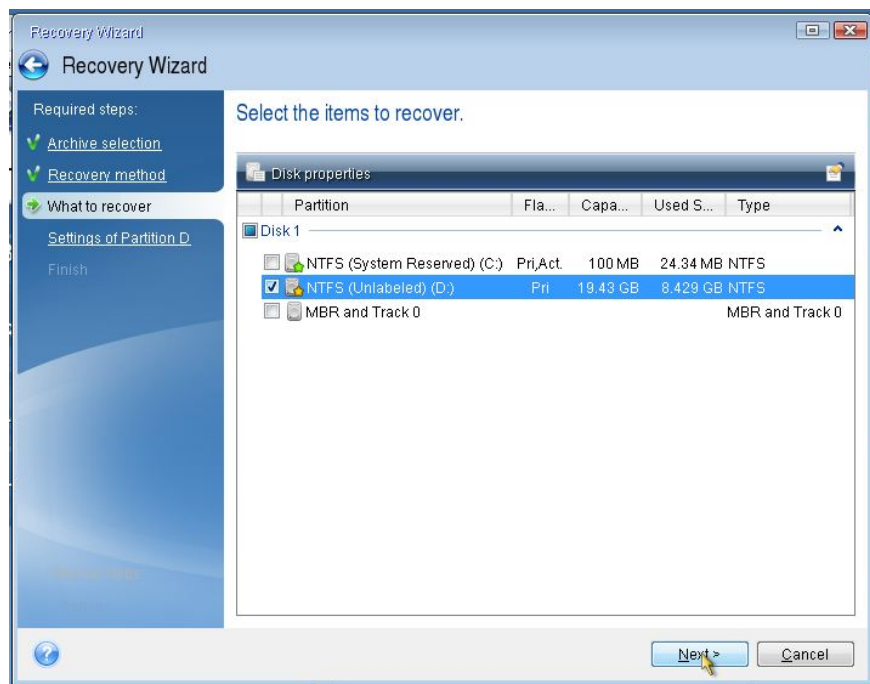 Recovery Wizard
Recovery Wizard
Required steps:
Archive selection
Recovery method
What to recover
Settings of Partition D
Finish
Select the items to recover.
Disk properties
Partition Fla... Capa... Used S... Type
Disk 1
NTFS (System Reserved) (C:) Pri,Act. 100 MB 24.34 MB NTFS
NTFS (Unlabeled) (D:) Pri 19.43 GB 8.429 GB NTFS
MBR and Track 0 MBR and Track 0
Next > Cancel